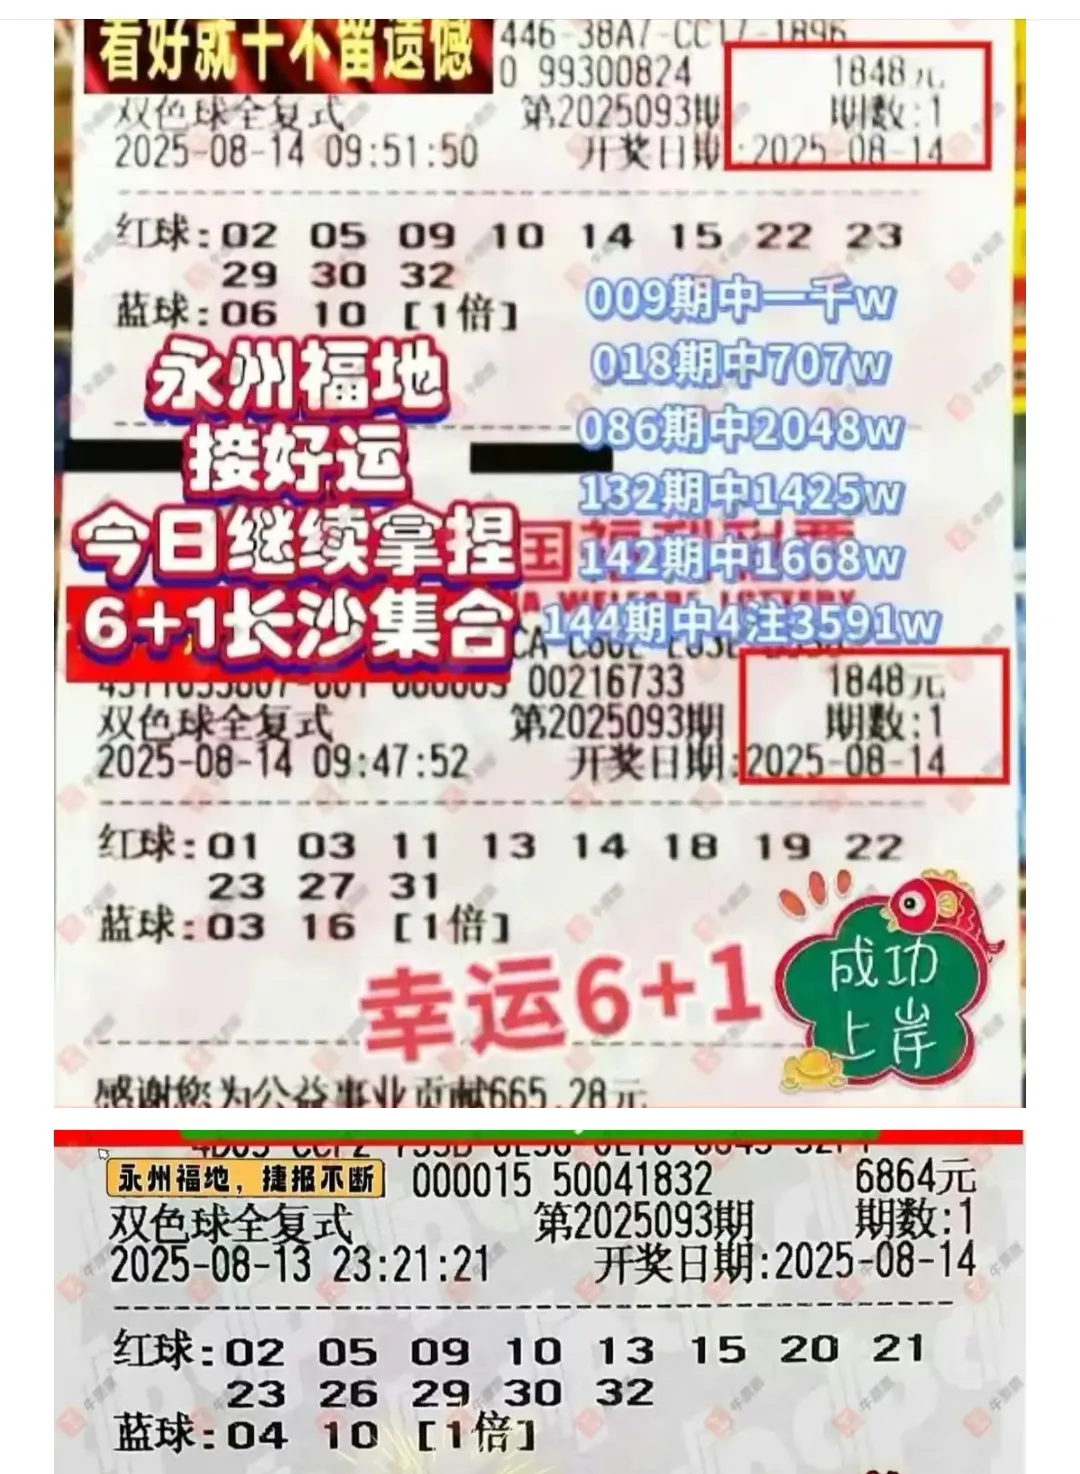 看好就干不留遗憾
446-38A7-CC17-1896
0 99300824 1848元
双色球全复式 第2025093期 期数:1
2025-08-14 09:51:50 开奖日期:2025-08-14
红球:02 05 09 10 14 15 22 23
29 30 32
蓝球:06 10 [1倍]
009期中一千w
018期中707w
086期中2048w
132期中1425w
142期中1668w
144期中4注3591w
永州福地
接好运
今日继续拿捏
6+1长沙集合
00216733 1848元
双色球全复式 第2025093期 期数:1
2025-08-14 09:47:52 开奖日期:2025-08-14
红球:01 03 11 13 14 18 19 22
23 27 31
蓝球:03 16 [1倍]
幸运6+1
成功
上岸
感谢您为公益事业贡献665.28元
永州福地，捷报不断 000015 50041832 6864元
双色球全复式 第2025093期 期数:1
2025-08-13 23:21:21 开奖日期:2025-08-14
红球:02 05 09 10 13 15 20 21
23 26 29 30 32
蓝球:04 10 [1倍]